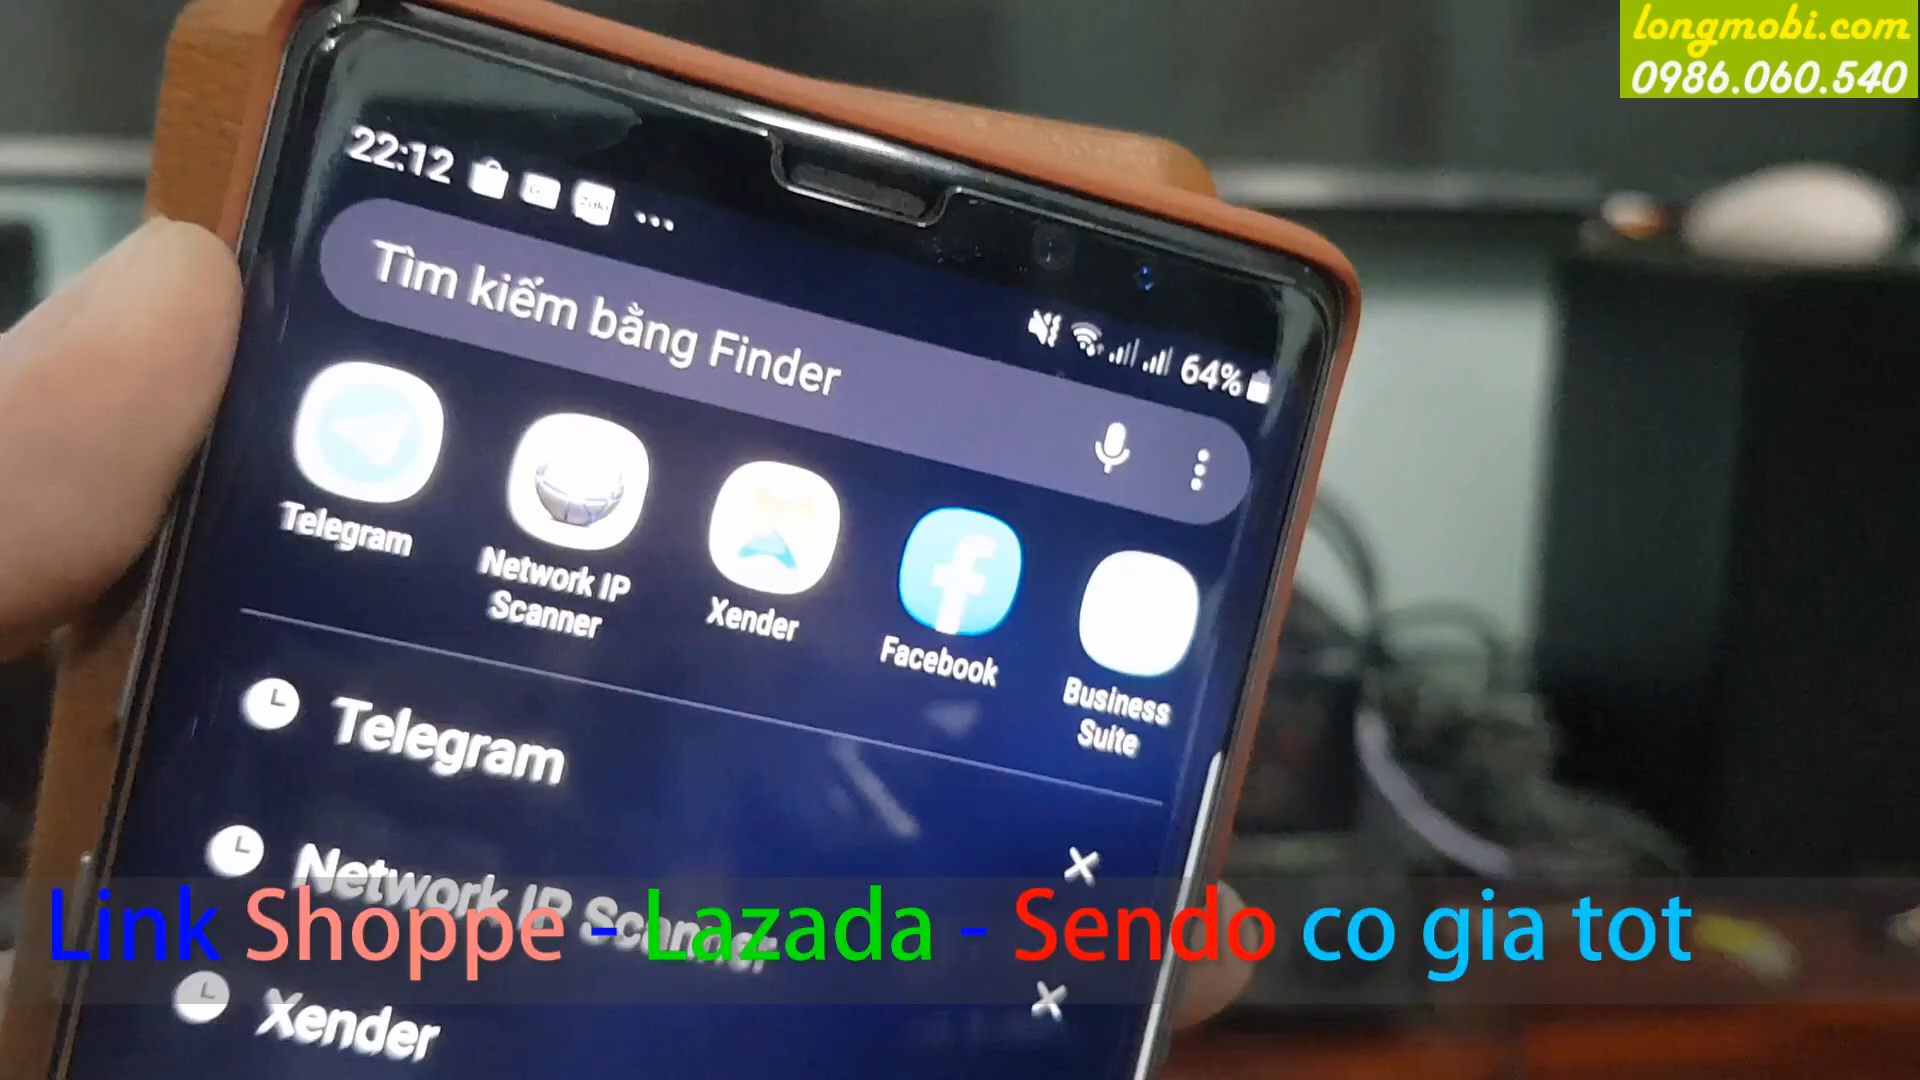 longmobi.com
0986.060.540
22:12
64%
Tìm kiếm bằng Finder
Telegram
Network IP
Scanner
Xender
Facebook
Business
Suite
Telegram
Network IP Scanner
Xender
Link Shoppe - Lazada - Sendo co gia tot